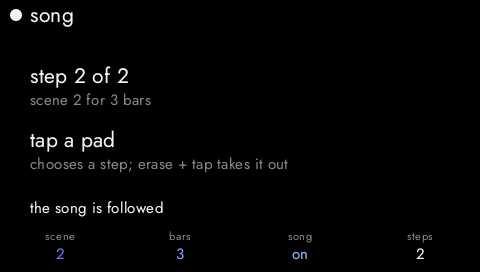 song
step 2 of 2
scene 2 for 3 bars
tap a pad
chooses a step; erase + tap takes it out
the song is followed
scene bars song steps
2 3 on 2